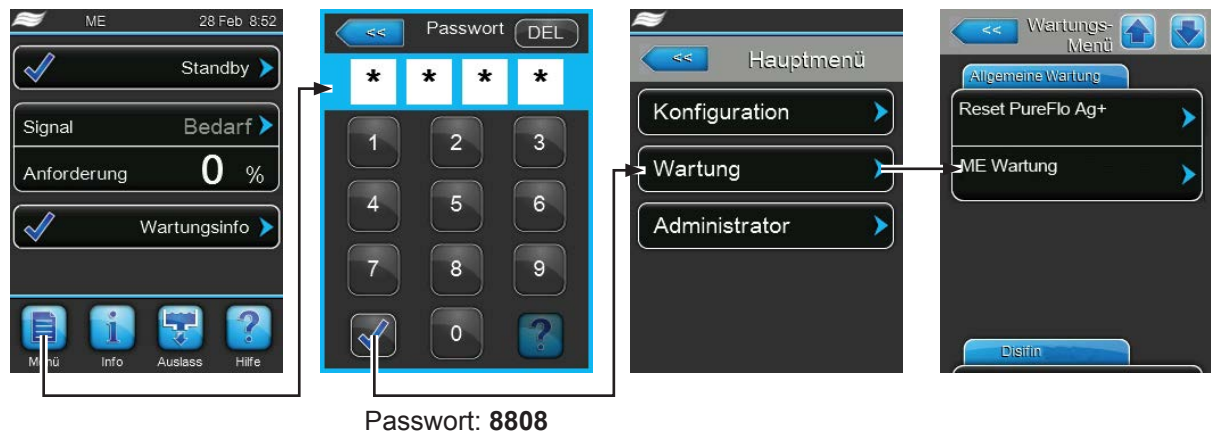 ME 28 Feb 8:52
Standby
Signal Bedarf
Anforderung 0 %
Wartungsinfo
Menü Info Auslass Hilfe
<< Passwort DEL
* * * *
1 2 3
4 5 6
7 8 9
0 ?
Passwort: 8808
<< Hauptmenü
Konfiguration
Wartung
Administrator
<< Wartungs-
Menü
Allgemeine Wartung
Reset PureFlo Ag+
ME Wartung
Disifin